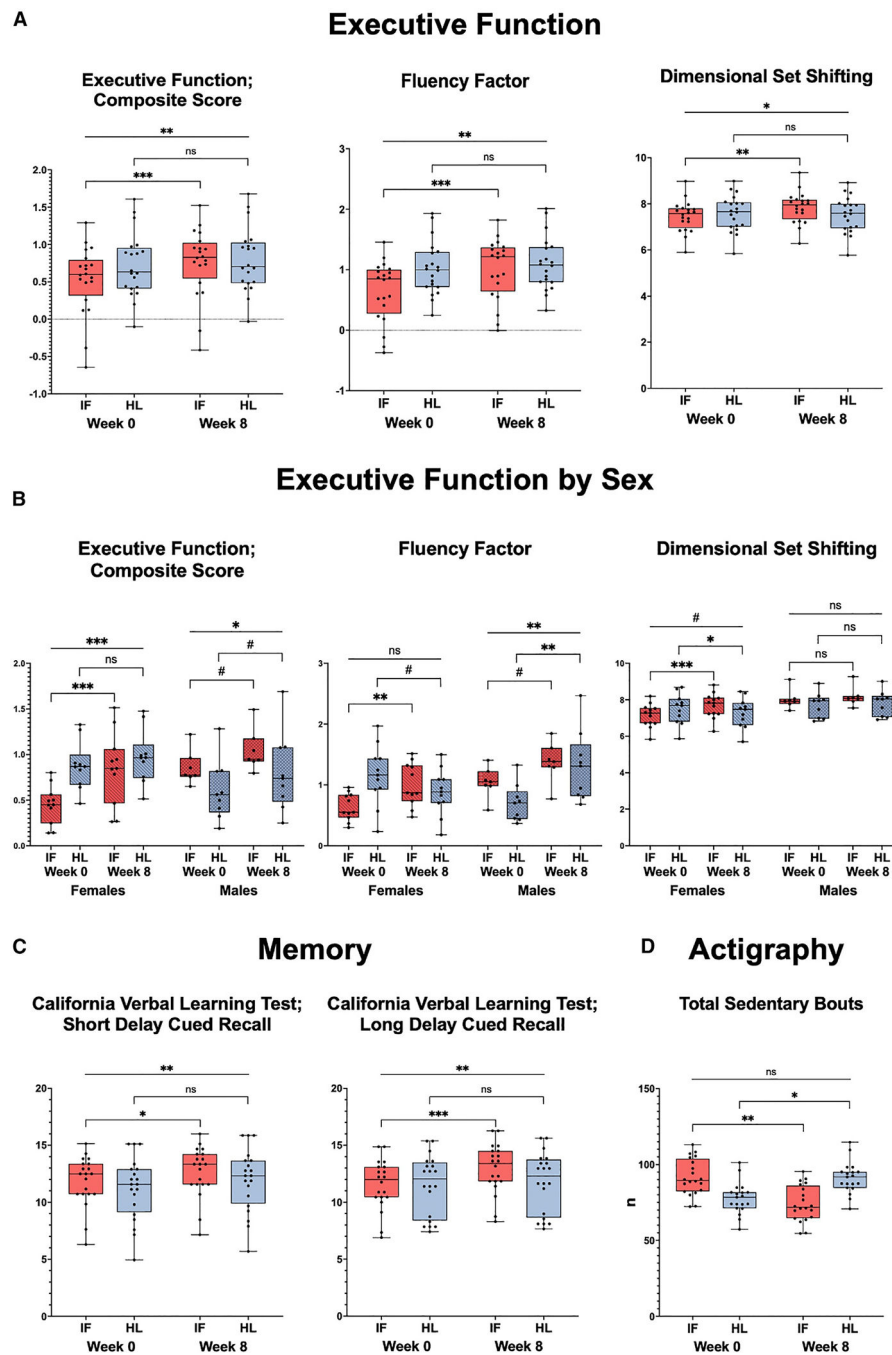 A
Executive Function
Executive Function;
Composite Score
Fluency Factor
Dimensional Set Shifting
**
ns
***
2.0
1.5
1.0
0.5
0.0
-0.5
-1.0
IF HL IF HL
Week 0 Week 8
**
ns
***
3
2
1
0
-1
IF HL IF HL
Week 0 Week 8
*
ns
**
10
8
6
4
2
0
IF HL IF HL
Week 0 Week 8
B
Executive Function by Sex
Executive Function;
Composite Score
Fluency Factor
Dimensional Set Shifting
*** *
ns #
*** #
2.0
1.5
1.0
0.5
0.0
IF HL IF HL IF HL IF HL
Week 0 Week 8 Week 0 Week 8
Females Males
ns **
# **
** #
3
2
1
0
IF HL IF HL IF HL IF HL
Week 0 Week 8 Week 0 Week 8
Females Males
# ns
* ns
*** ns
10
8
6
4
2
0
IF HL IF HL IF HL IF HL
Week 0 Week 8 Week 0 Week 8
Females Males
C
Memory
California Verbal Learning Test;
Short Delay Cued Recall
California Verbal Learning Test;
Long Delay Cued Recall
**
ns
*
20
15
10
5
0
IF HL IF HL
Week 0 Week 8
**
ns
***
20
15
10
5
0
IF HL IF HL
Week 0 Week 8
D
Actigraphy
Total Sedentary Bouts
ns
*
**
n
150
100
50
0
IF HL IF HL
Week 0 Week 8